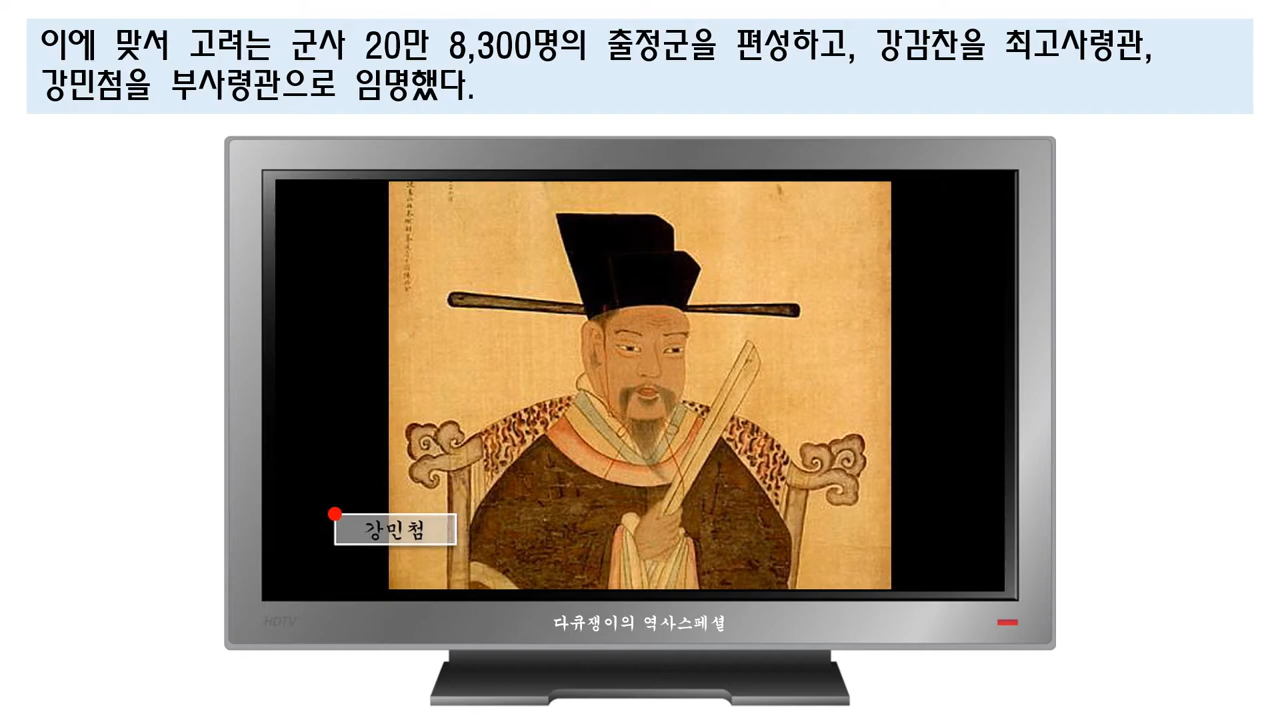 이에 맞서 고려는 군사 20만 8,300명의 출정군을 편성하고, 강감찬을 최고사령관,
강민첨을 부사령관으로 임명했다.
강민첨
HDTV
다큐쟁이의 역사스페셜